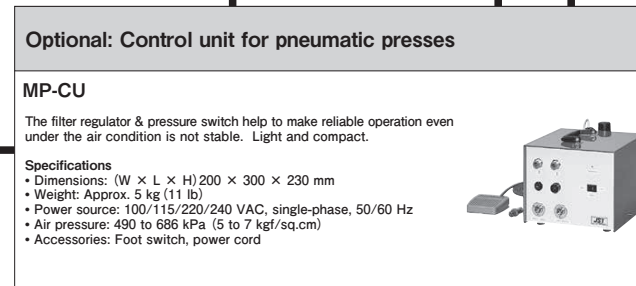 Optional: Control unit for pneumatic presses
MP-CU
The filter regulator & pressure switch help to make reliable operation even
under the air condition is not stable. Light and compact.
Specifications
• Dimensions: (W × L × H) 200 × 300 × 230 mm
• Weight: Approx. 5 kg (11 lb)
• Power source: 100/115/220/240 VAC, single-phase, 50/60 Hz
• Air pressure: 490 to 686 kPa (5 to 7 kgf/sq.cm)
• Accessories: Foot switch, power cord
JST